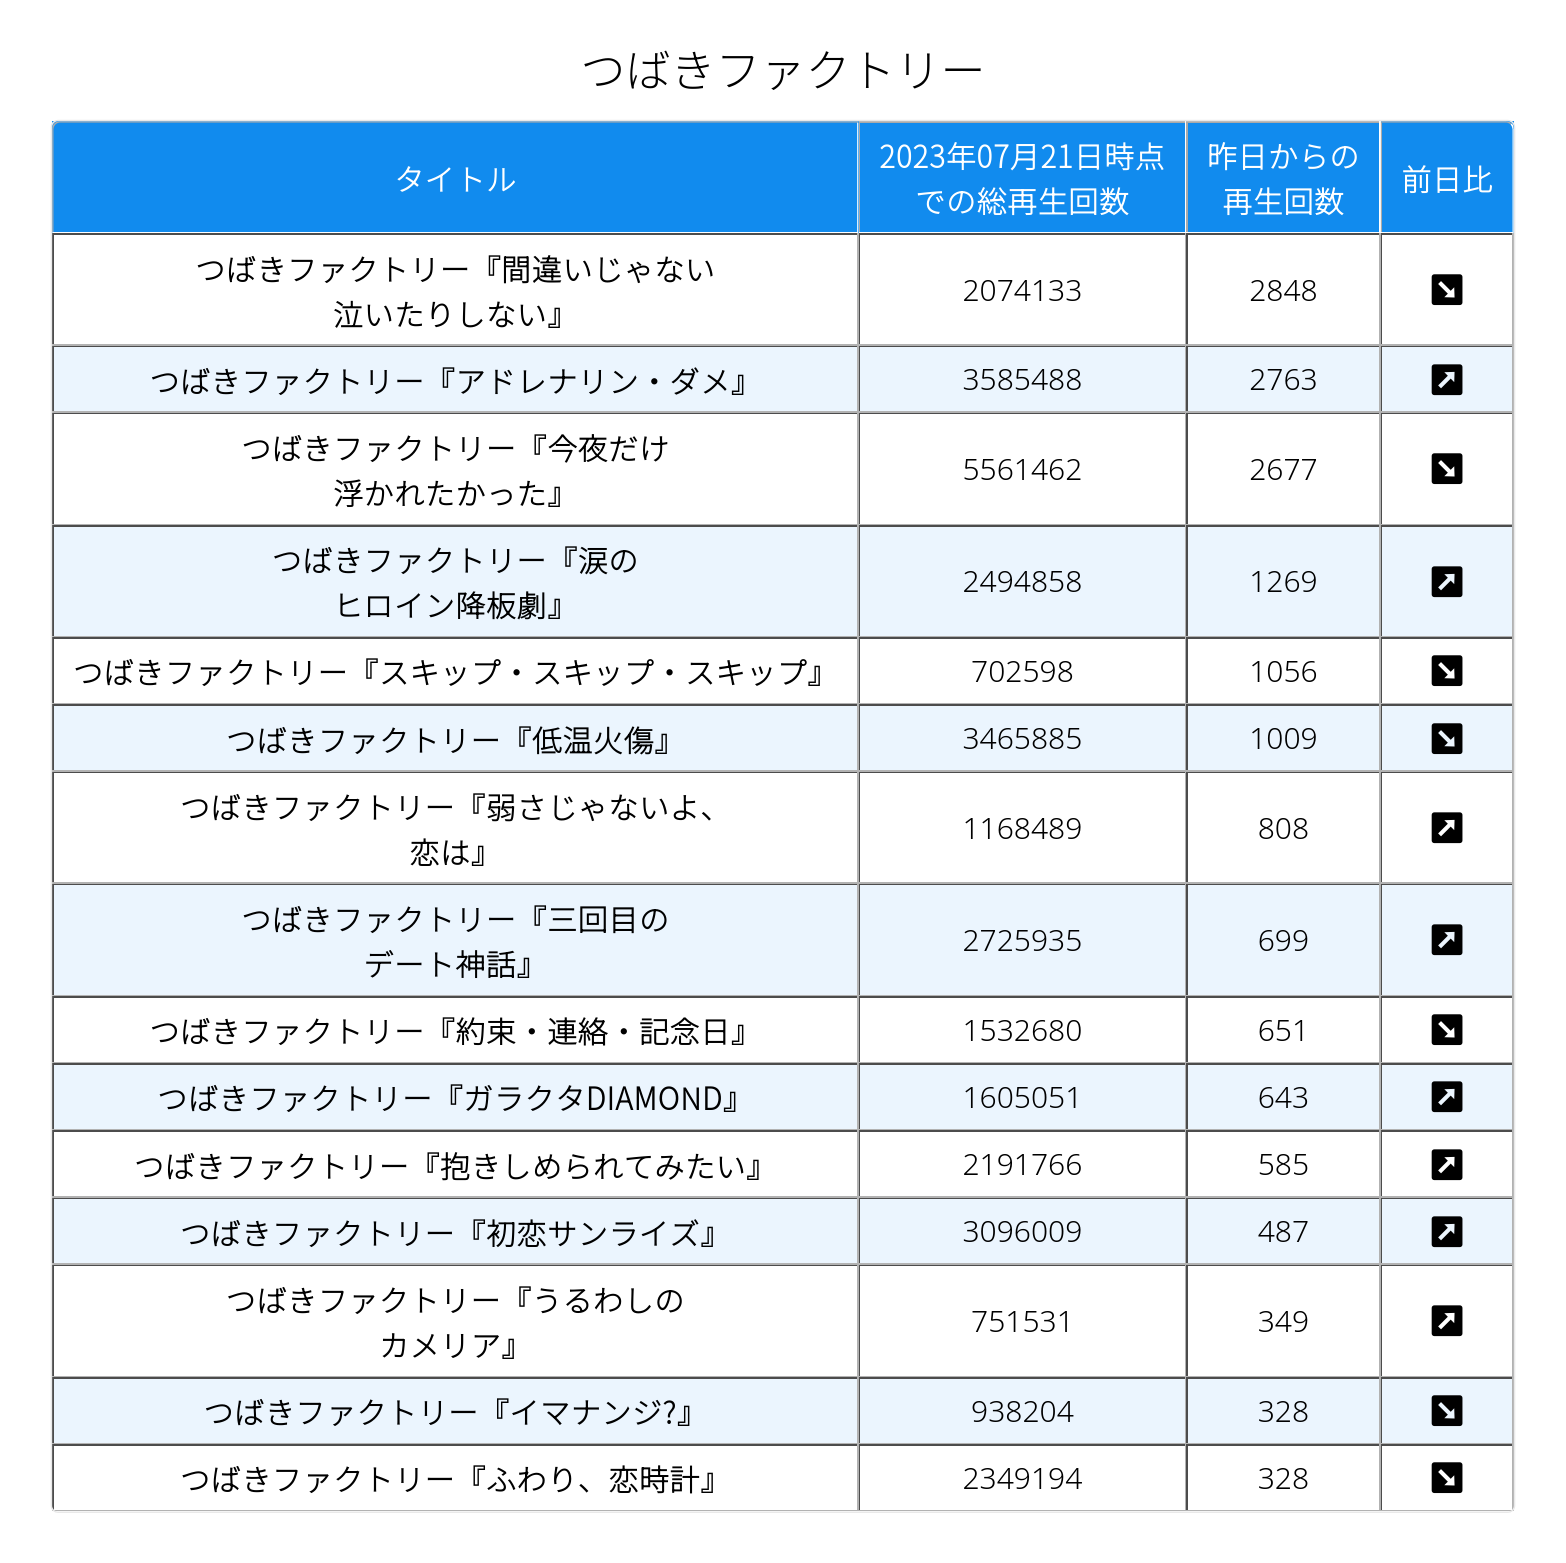 つばきファクトリー
タイトル
2023年07月21日時点
での総再生回数
昨日からの
再生回数
前日比
つばきファクトリー『間違いじゃない
泣いたりしない』
2074133
2848
つばきファクトリー『アドレナリン・ダメ』
3585488
2763
つばきファクトリー『今夜だけ
浮かれたかった』
5561462
2677
つばきファクトリー『涙の
ヒロイン降板劇』
2494858
1269
つばきファクトリー『スキップ・スキップ・スキップ』
702598
1056
つばきファクトリー『低温火傷』
3465885
1009
つばきファクトリー『弱さじゃないよ、
恋は』
1168489
808
つばきファクトリー『三回目の
デート神話』
2725935
699
つばきファクトリー『約束・連絡・記念日』
1532680
651
つばきファクトリー『ガラクタDIAMOND』
1605051
643
つばきファクトリー『抱きしめられてみたい』
2191766
585
つばきファクトリー『初恋サンライズ』
3096009
487
つばきファクトリー『うるわしの
カメリア』
751531
349
つばきファクトリー『イマナンジ?』
938204
328
つばきファクトリー『ふわり、恋時計』
2349194
328